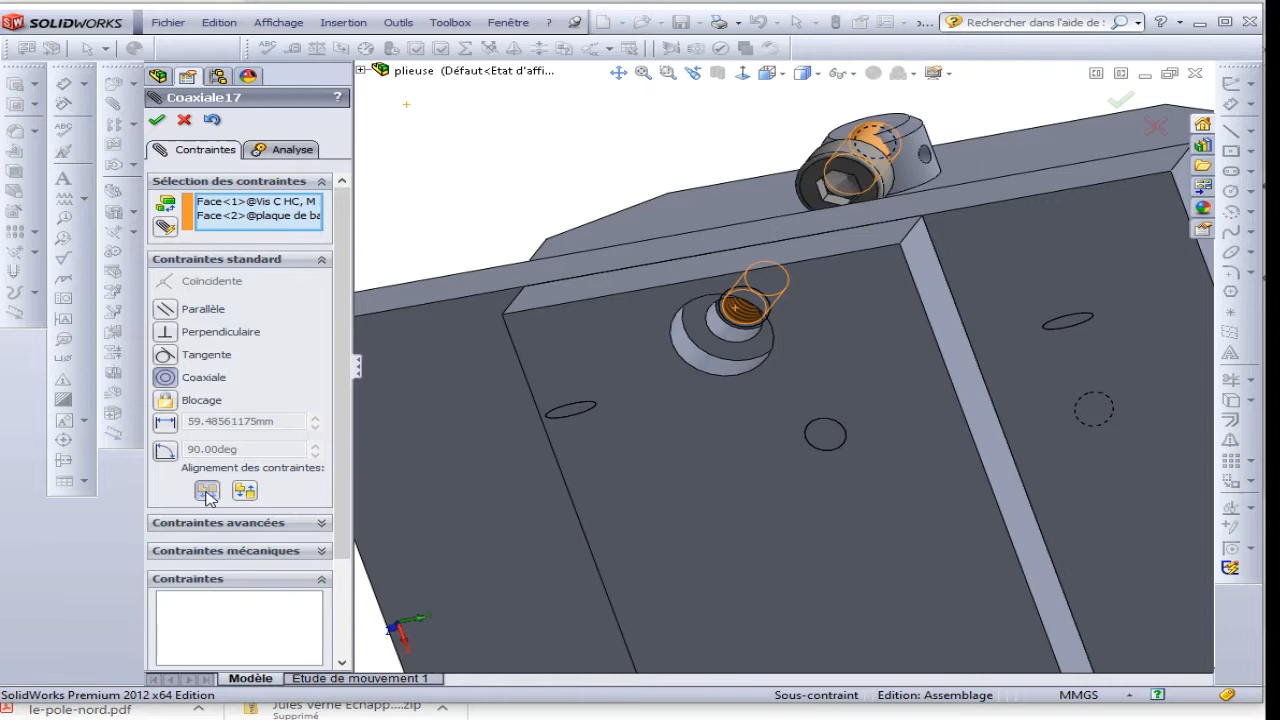 SOLIDWORKS Fichier Edition Affichage Insertion Outils Toolbox Fenêtre ? ... Rechercher dans l'aide de : ?
plieuse (Défaut<Etat d'affi...
Coaxiale17 ?
Contraintes Analyse
Sélection des contraintes
Face<1>@Vis C HC, M
Face<2>@plaque de ba
Contraintes standard
Coïncidente
Parallèle
Perpendiculaire
Tangente
Coaxiale
Blocage
59.48561175mm
90.00deg
Alignement des contraintes:
Contraintes avancées
Contraintes mécaniques
Contraintes
Modèle Etude de mouvement 1
SolidWorks Premium 2012 x64 Edition Sous-contraint Edition: Assemblage MMGS ?
le-pole-nord.pdf Jules Verne Echapp....zip
Supprimé